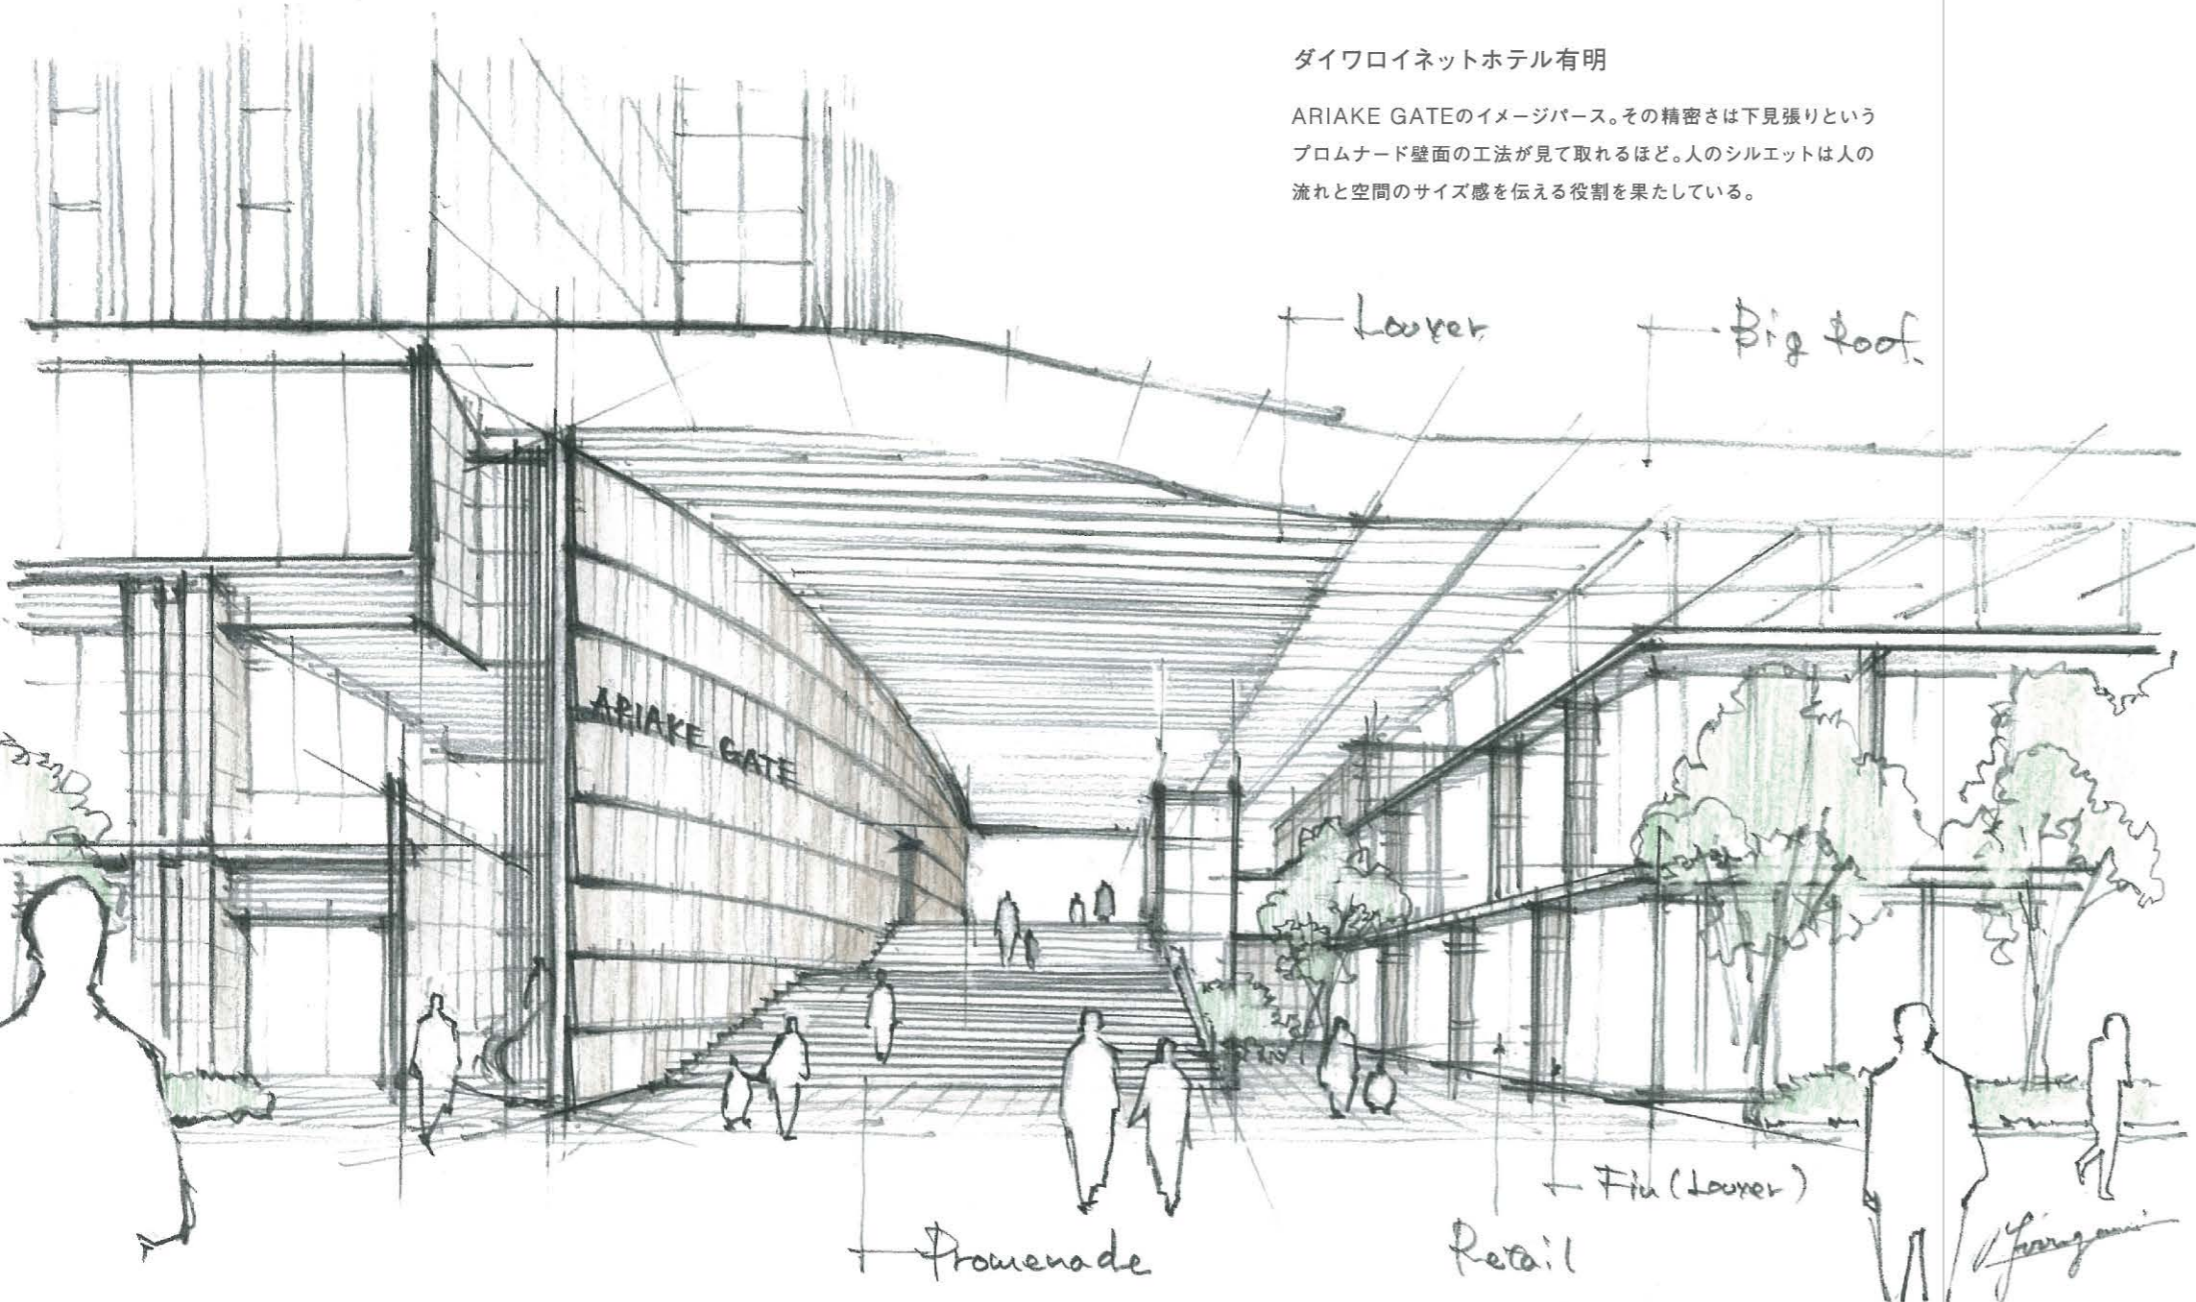 ダイワロイネットホテル有明
ARIAKE GATEのイメージパース。その精密さは下見張りという
プロムナード壁面の工法が見て取れるほど。人のシルエットは人の
流れと空間のサイズ感を伝える役割を果たしている。
Louver
Big Roof.
ARIAKE GATE
Fin (Louver)
Promenade
Retail